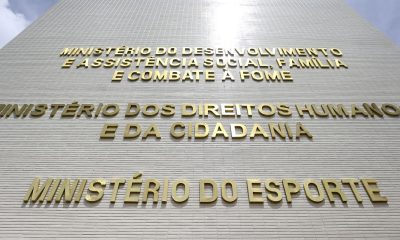 MINISTÉRIO DO DESENVOLVIMENTO
E ASSISTÊNCIA SOCIAL, FAMÍLIA
E COMBATE À FOME
MINISTÉRIO DOS DIREITOS HUMANOS
E DA CIDADANIA
MINISTÉRIO DO ESPORTE